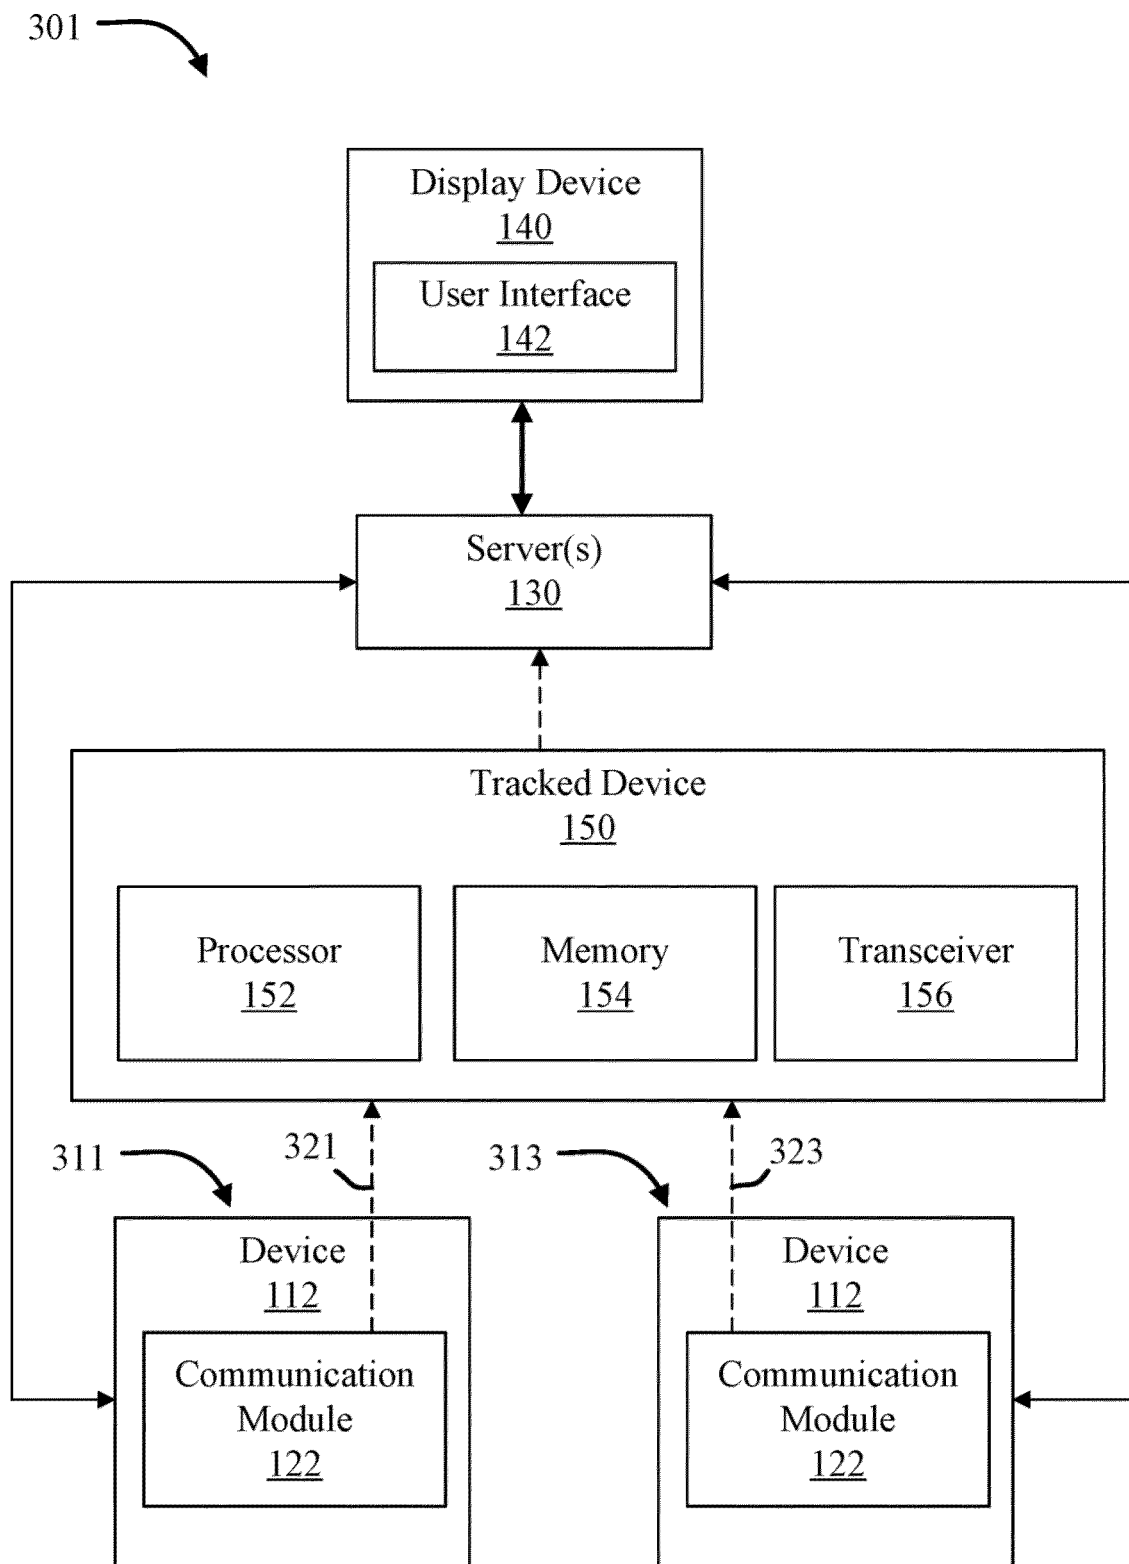 301
Display Device
140
User Interface
142
Server(s)
130
Tracked Device
150
Processor
152
Memory
154
Transceiver
156
311
321
313
323
Device
112
Communication
Module
122
Device
112
Communication
Module
122